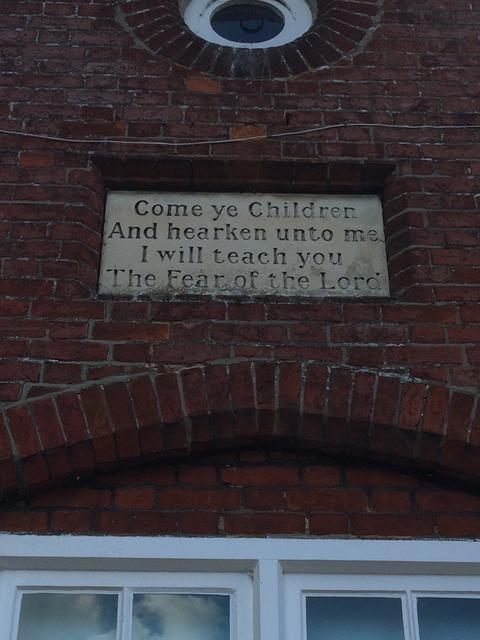 Come ye Children
And hearken unto me
I will teach you
The Fear of the Lord